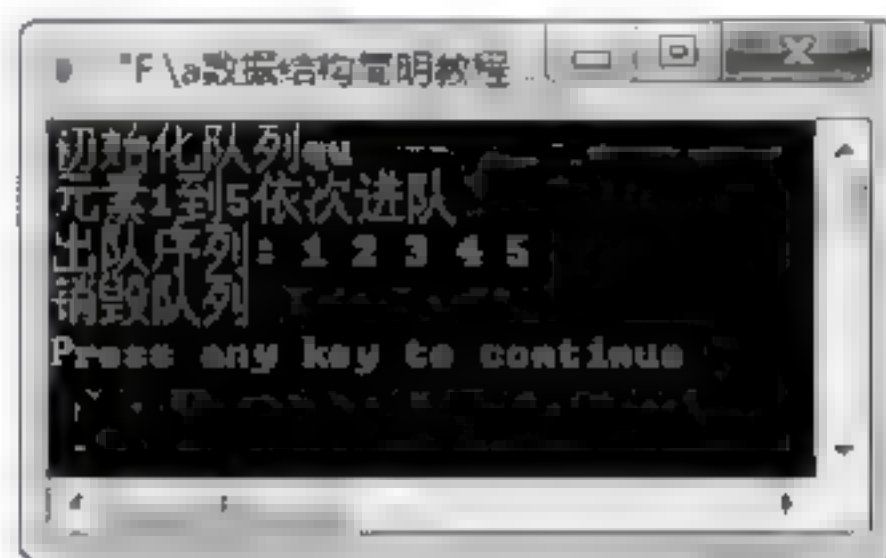 "F \a数据结构简明教程
初始化队列qu
元素1到5依次进队
出队序列: 1 2 3 4 5
销毁队列
Press any key to continue